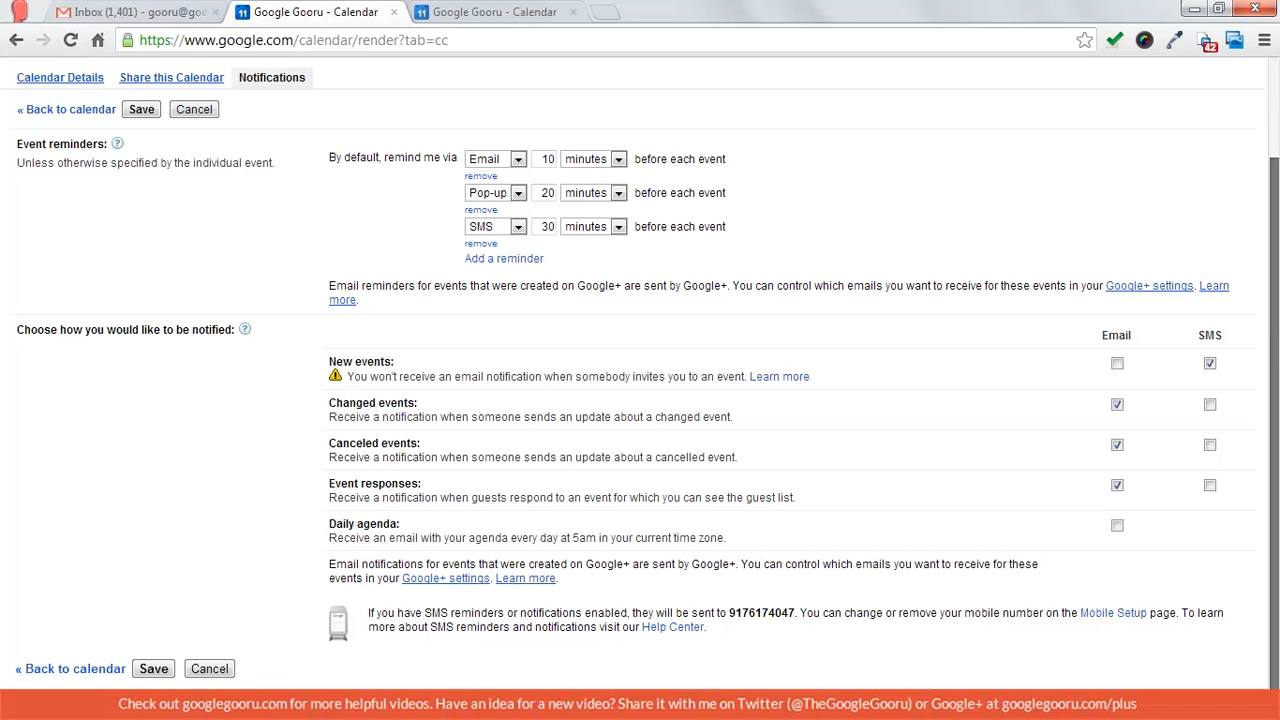 Inbox (1,401) - gooru@goo
Google Gooru - Calendar
Google Gooru - Calendar
https://www.google.com/calendar/render?tab=cc
42
Calendar Details Share this Calendar Notifications
« Back to calendar Save Cancel
Event reminders: ?
Unless otherwise specified by the individual event.
By default, remind me via Email 10 minutes before each event
remove
Pop-up 20 minutes before each event
remove
SMS 30 minutes before each event
remove
Add a reminder
Email reminders for events that were created on Google+ are sent by Google+. You can control which emails you want to receive for these events in your Google+ settings. Learn
more.
Choose how you would like to be notified: ?
Email SMS
New events:
You won't receive an email notification when somebody invites you to an event. Learn more
Changed events:
Receive a notification when someone sends an update about a changed event.
Canceled events:
Receive a notification when someone sends an update about a cancelled event.
Event responses:
Receive a notification when guests respond to an event for which you can see the guest list.
Daily agenda:
Receive an email with your agenda every day at 5am in your current time zone.
Email notifications for events that were created on Google+ are sent by Google+. You can control which emails you want to receive for these
events in your Google+ settings. Learn more.
If you have SMS reminders or notifications enabled, they will be sent to 9176174047. You can change or remove your mobile number on the Mobile Setup page. To learn
more about SMS reminders and notifications visit our Help Center.
« Back to calendar Save Cancel
Check out googlegooru.com for more helpful videos. Have an idea for a new video? Share it with me on Twitter (@TheGoogleGooru) or Google+ at googlegooru.com/plus